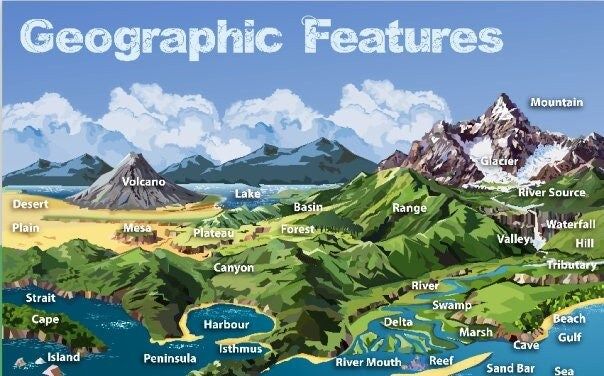 Geographic Features
Mountain
Glacier
Volcano
Lake
River Source
Desert
Basin
Range
Plain
Mesa
Plateau
Forest
Waterfall
Valley
Hill
Canyon
Tributary
River
Strait
Swamp
Cape
Harbour
Delta
Marsh
Beach
Gulf
Cave
Isthmus
Island
Peninsula
River Mouth
Reef
Sand Bar
Sea